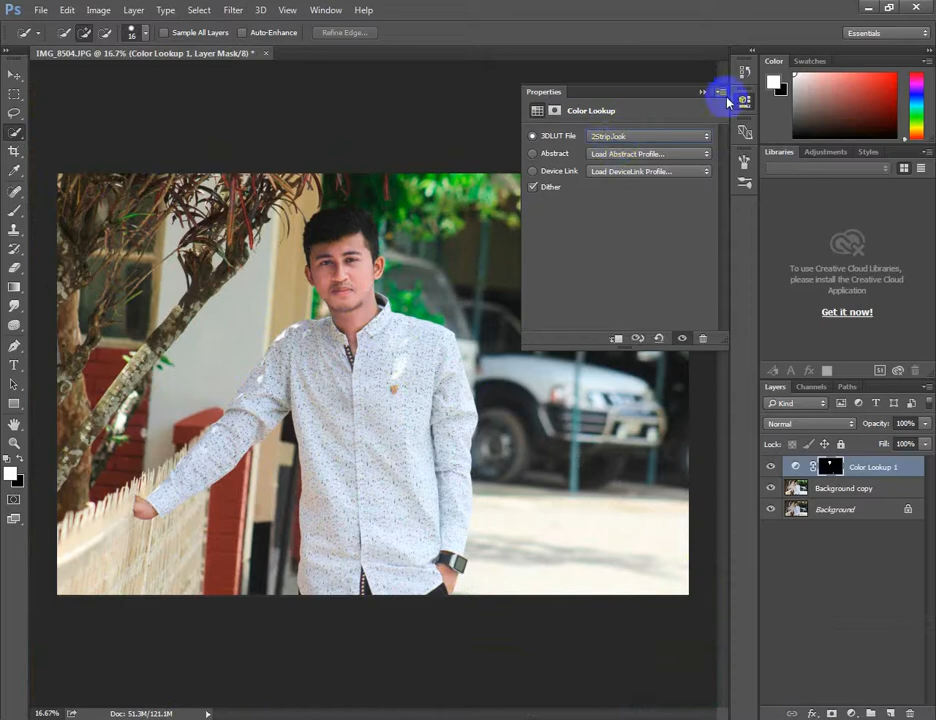 Ps File Edit Image Layer Type Select Filter 3D View Window Help
16 Sample All Layers Auto-Enhance Refine Edge... Essentials
IMG_8504.JPG @ 16.7% (Color Lookup 1, Layer Mask/8) * ×
Properties
Color Lookup
3DLUT File 2Strip.look
Abstract Load Abstract Profile...
Device Link Load DeviceLink Profile...
Dither
Color Swatches
Libraries Adjustments Styles
To use Creative Cloud Libraries,
please install the Creative Cloud
Application
Get it now!
Layers Channels Paths
Kind
Normal Opacity: 100%
Lock: Fill: 100%
Color Lookup 1
Background copy
Background
16.67% Doc: 51.3M/121.1M